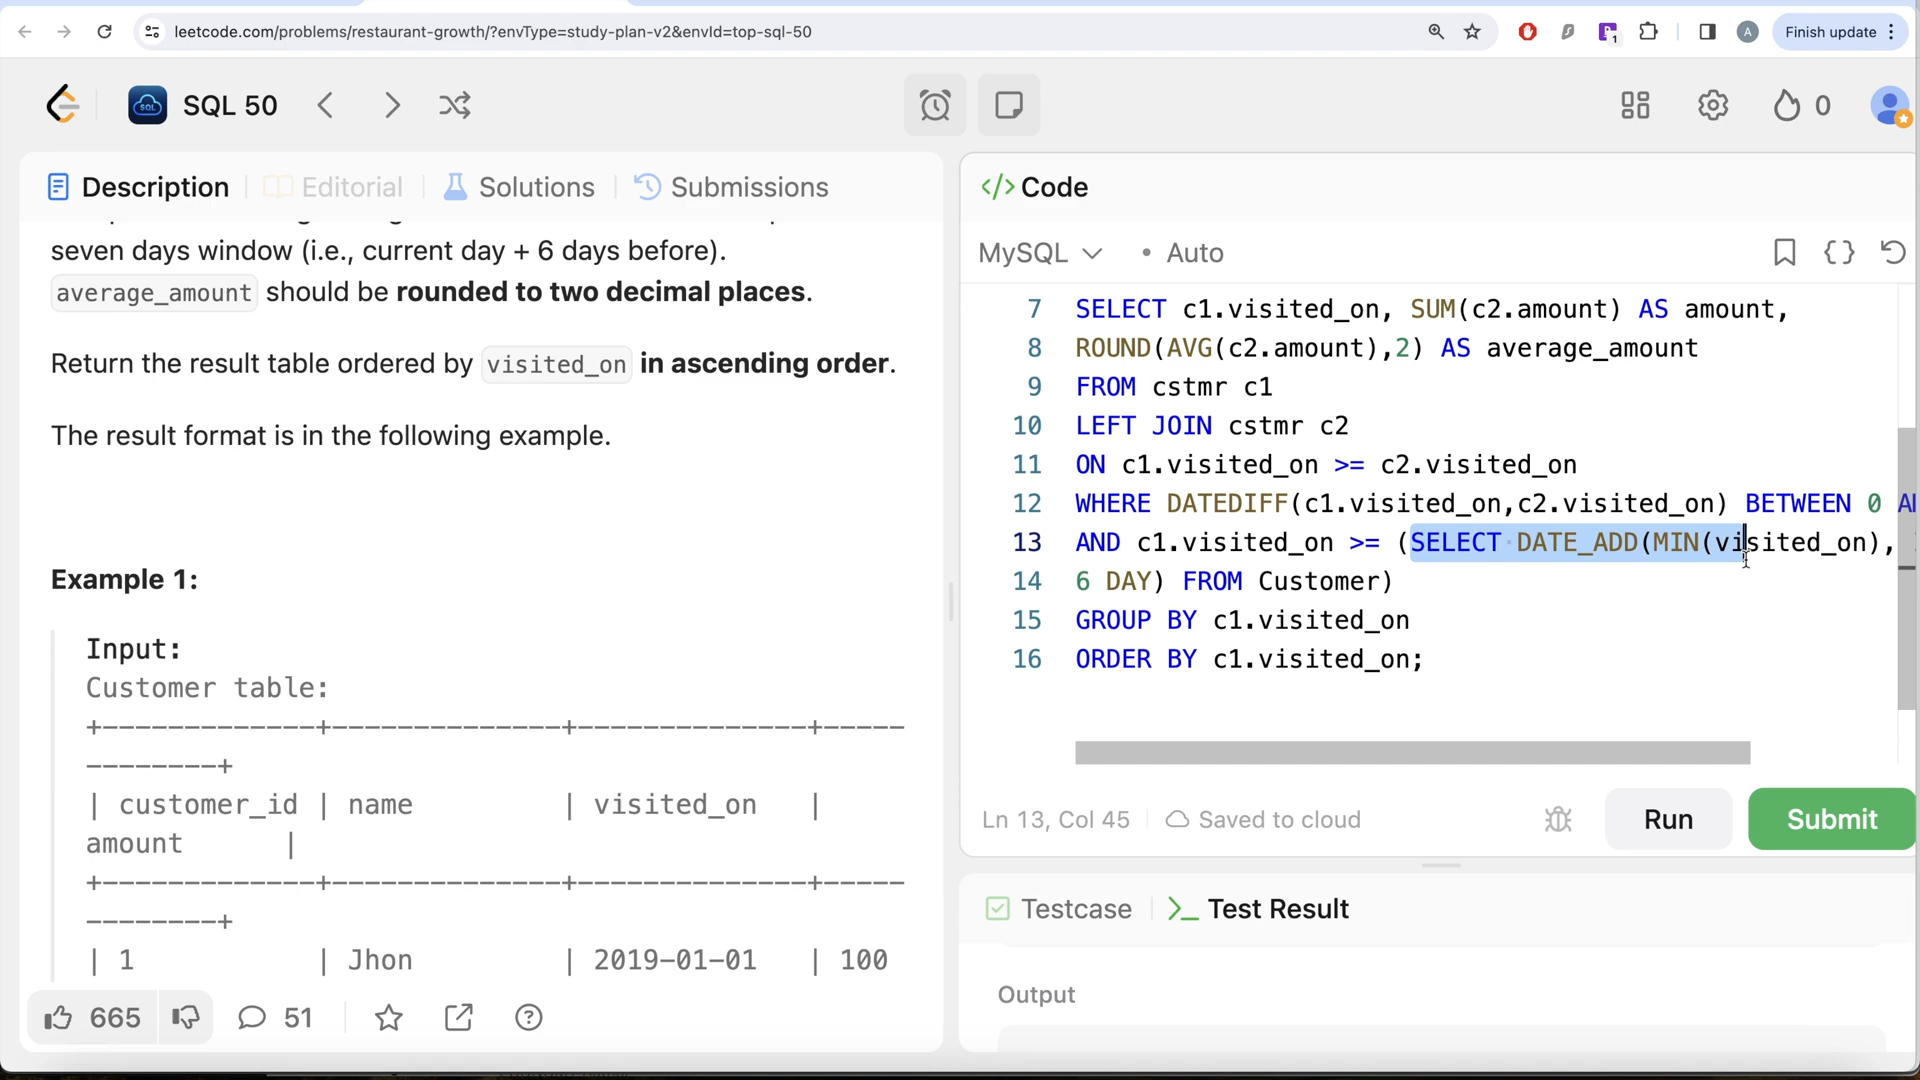 leetcode.com/problems/restaurant-growth/?envType=study-plan-v2&envId=top-sql-50
1
A
Finish update
SQL
SQL 50
0
Description
Editorial
Solutions
Submissions
seven days window (i.e., current day + 6 days before).
average_amount should be rounded to two decimal places.
Return the result table ordered by visited_on in ascending order.
The result format is in the following example.
Example 1:
Input:
Customer table:
+-------------+--------------+--------------+-----
--------+
| customer_id | name | visited_on |
amount |
+-------------+--------------+--------------+-----
--------+
| 1 | Jhon | 2019-01-01 | 100
665
51
</> Code
MySQL
• Auto
7 SELECT c1.visited_on, SUM(c2.amount) AS amount,
8 ROUND(AVG(c2.amount),2) AS average_amount
9 FROM cstmr c1
10 LEFT JOIN cstmr c2
11 ON c1.visited_on >= c2.visited_on
12 WHERE DATEDIFF(c1.visited_on,c2.visited_on) BETWEEN 0
13 AND c1.visited_on >= (SELECT DATE_ADD(MIN(visited_on),
14 6 DAY) FROM Customer)
15 GROUP BY c1.visited_on
16 ORDER BY c1.visited_on;
Ln 13, Col 45
Saved to cloud
Run
Submit
Testcase
Test Result
Output